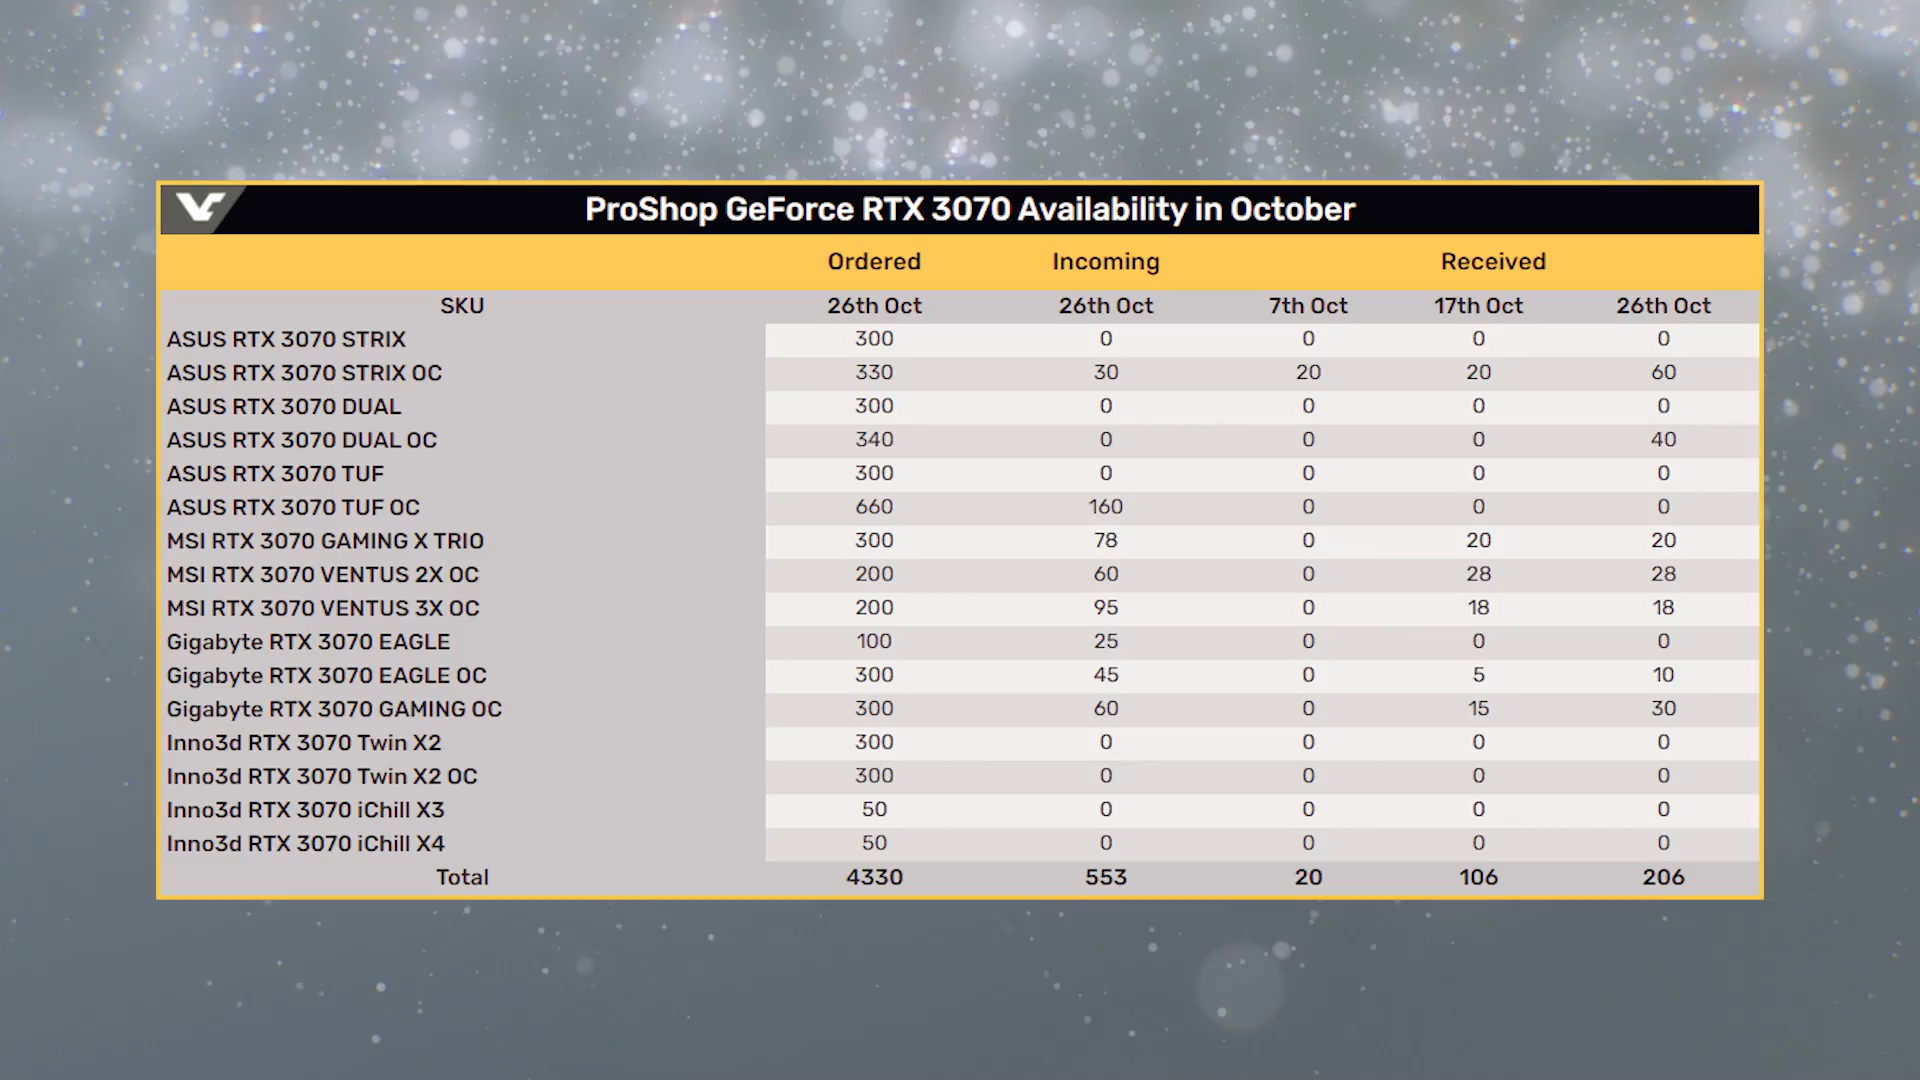 ProShop GeForce RTX 3070 Availability in October
Ordered Incoming Received
SKU 26th Oct 26th Oct 7th Oct 17th Oct 26th Oct
ASUS RTX 3070 STRIX 300 0 0 0 0
ASUS RTX 3070 STRIX OC 330 30 20 20 60
ASUS RTX 3070 DUAL 300 0 0 0 0
ASUS RTX 3070 DUAL OC 340 0 0 0 40
ASUS RTX 3070 TUF 300 0 0 0 0
ASUS RTX 3070 TUF OC 660 160 0 0 0
MSI RTX 3070 GAMING X TRIO 300 78 0 20 20
MSI RTX 3070 VENTUS 2X OC 200 60 0 28 28
MSI RTX 3070 VENTUS 3X OC 200 95 0 18 18
Gigabyte RTX 3070 EAGLE 100 25 0 0 0
Gigabyte RTX 3070 EAGLE OC 300 45 0 5 10
Gigabyte RTX 3070 GAMING OC 300 60 0 15 30
Inno3d RTX 3070 Twin X2 300 0 0 0 0
Inno3d RTX 3070 Twin X2 OC 300 0 0 0 0
Inno3d RTX 3070 iChill X3 50 0 0 0 0
Inno3d RTX 3070 iChill X4 50 0 0 0 0
Total 4330 553 20 106 206